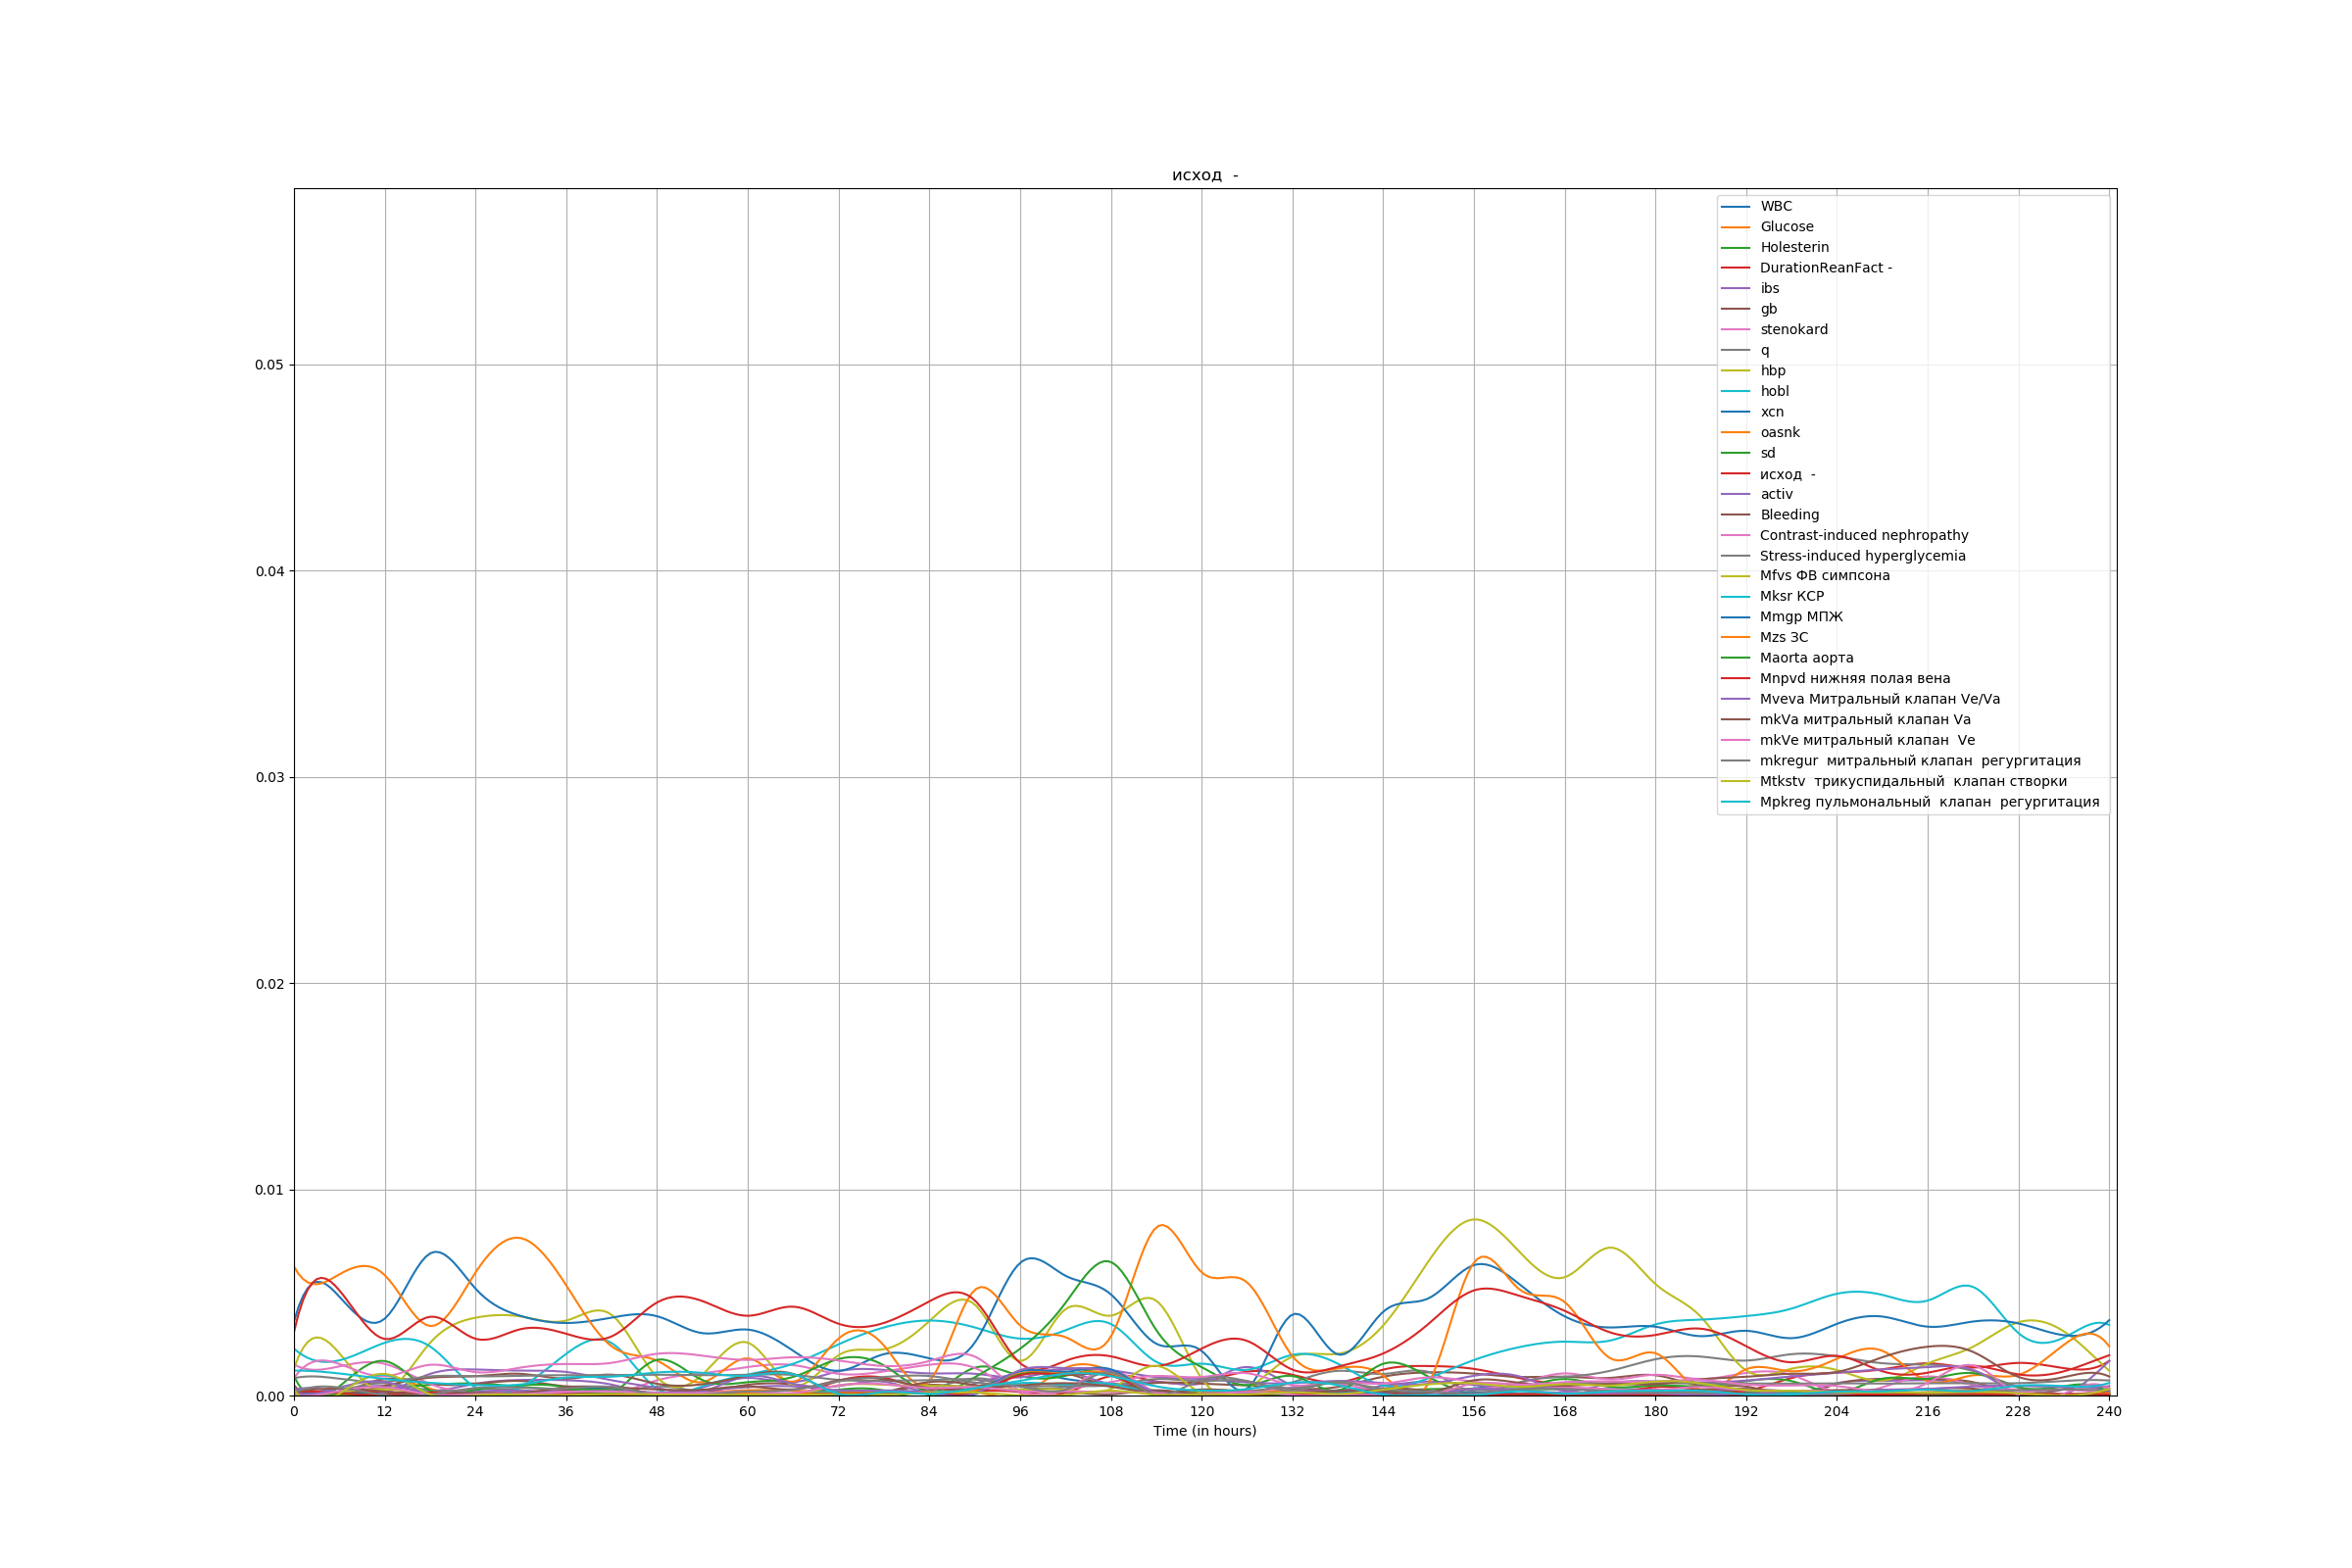 исход  -
0.05
0.04
0.03
0.02
0.01
0.00
WBC
Glucose
Holesterin
DurationReanFact -
ibs
gb
stenokard
q
hbp
hobl
xcn
oasnk
sd
исход  -
activ
Bleeding
Contrast-induced nephropathy
Stress-induced hyperglycemia
Mfvs ФВ симпсона
Mksr КСР
Mmgp МПЖ
Mzs ЗС
Maorta аорта
Mnpvd нижняя полая вена
Mveva Митральный клапан Ve/Va
mkVa митральный клапан Va
mkVe митральный клапан  Ve
mkregur  митральный клапан  регургитация
Mtkstv  трикуспидальный  клапан створки
Mpkreg пульмональный  клапан  регургитация
0 12 24 36 48 60 72 84 96 108 120 132 144 156 168 180 192 204 216 228 240
Time (in hours)